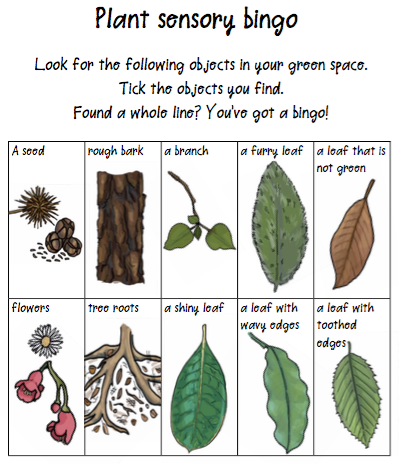 Plant sensory bingo
Look for the following objects in your green space.
Tick the objects you find.
Found a whole line? You've got a bingo!
A seed
rough bark
a branch
a furry leaf
a leaf that is
not green
flowers
tree roots
a shiny leaf
a leaf with
wavy edges
a leaf with
toothed
edges